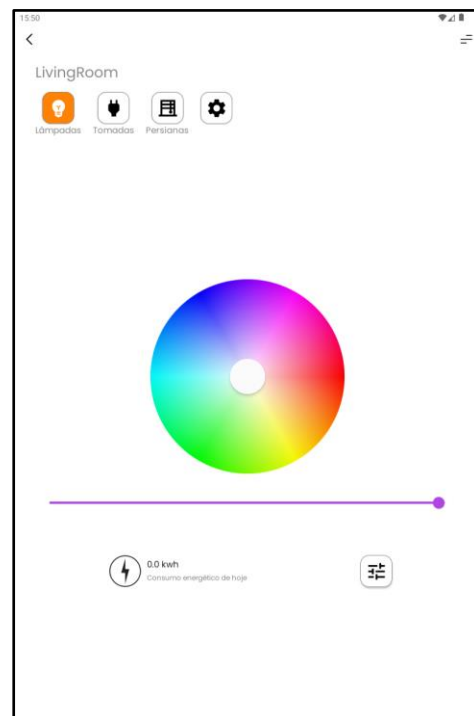 15:50
LivingRoom
Lâmpadas Tomadas Persianas
0.0 kwh
Consumo energético de hoje